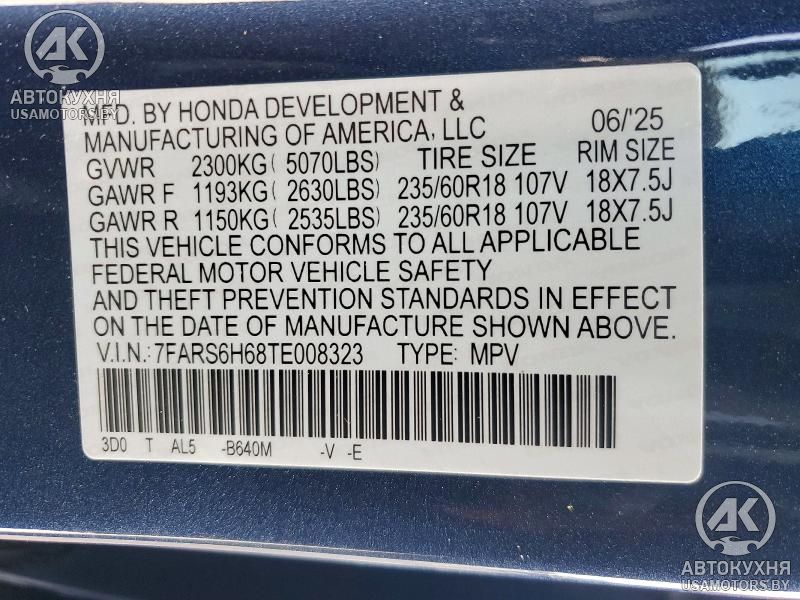 AK
АВТОКУХНЯ
USAMOTORS.BY
MFD. BY HONDA DEVELOPMENT &
MANUFACTURING OF AMERICA, LLC 06/'25
GVWR 2300KG( 5070LBS) TIRE SIZE RIM SIZE
GAWR F 1193KG( 2630LBS) 235/60R18 107V 18X7.5J
GAWR R 1150KG( 2535LBS) 235/60R18 107V 18X7.5J
THIS VEHICLE CONFORMS TO ALL APPLICABLE
FEDERAL MOTOR VEHICLE SAFETY
AND THEFT PREVENTION STANDARDS IN EFFECT
ON THE DATE OF MANUFACTURE SHOWN ABOVE.
V.I.N.:7FARS6H68TE008323 TYPE: MPV
3D0 T AL5 -B640M -V -E
AK
АВТОКУХНЯ
USAMOTORS.BY